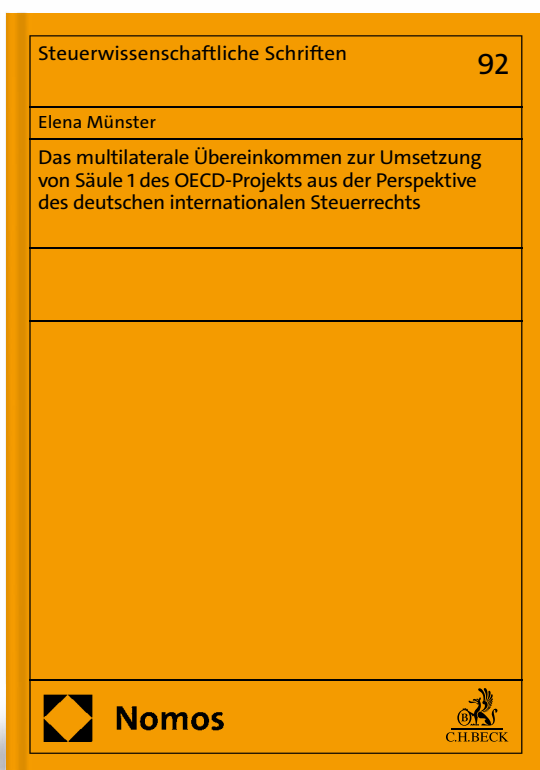 Steuerwissenschaftliche Schriften
92
Elena Münster
Das multilaterale Übereinkommen zur Umsetzung
von Säule 1 des OECD-Projekts aus der Perspektive
des deutschen internationalen Steuerrechts
Nomos
B
C.H.BECK